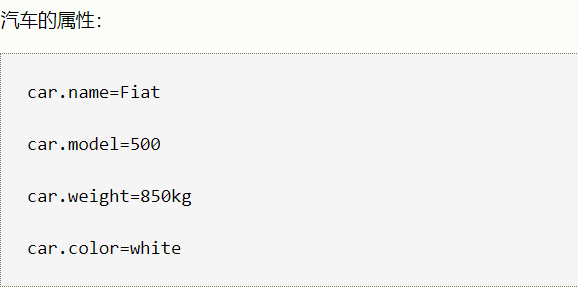 汽车的属性：
car.name=Fiat
car.model=500
car.weight=850kg
car.color=white